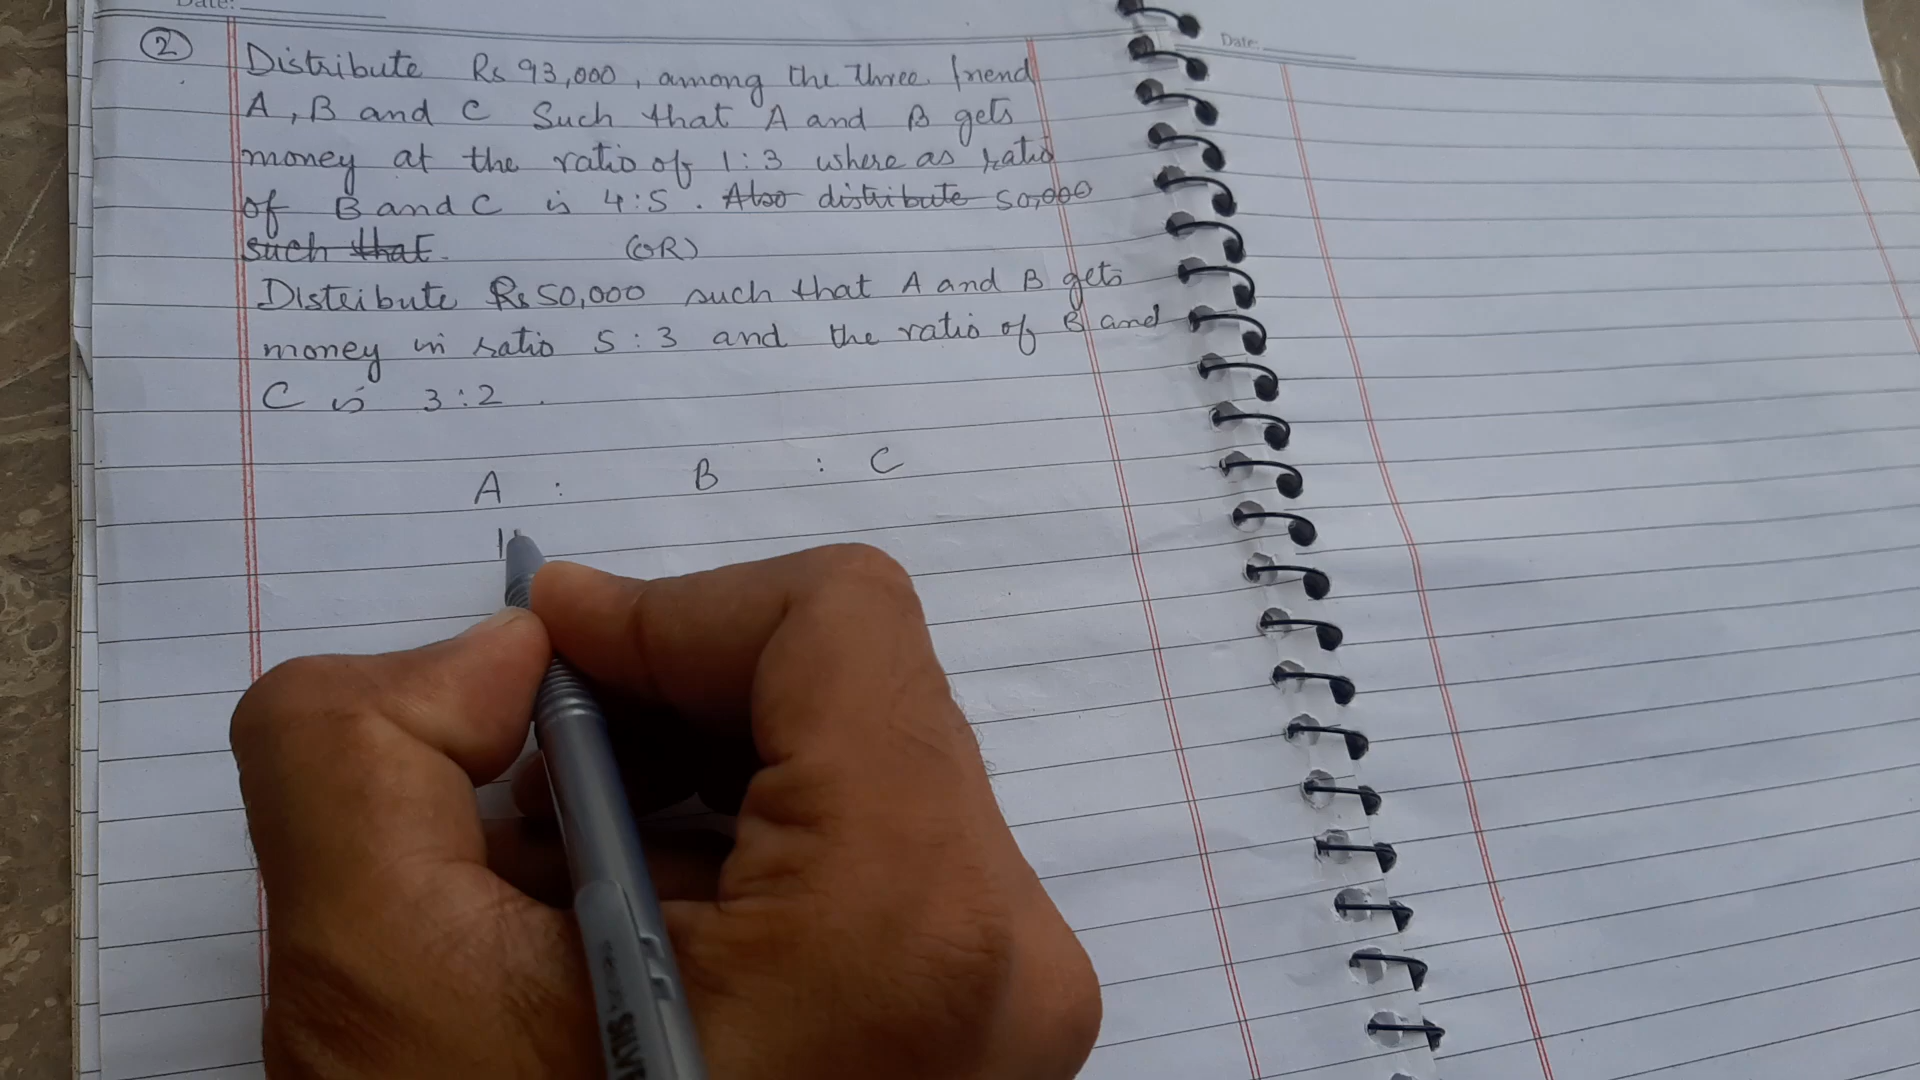 Date:
Date:
② Distribute Rs 93,000, among the three friend
A, B and C Such that A and B gets
money at the ratio of 1:3 where as ratio
of B and C is 4:5. Also distribute 50,000
such that. (OR)
Distribute Rs 50,000 such that A and B gets
money in ratio 5:3 and the ratio of B and
C is 3:2.
A : B : C
1